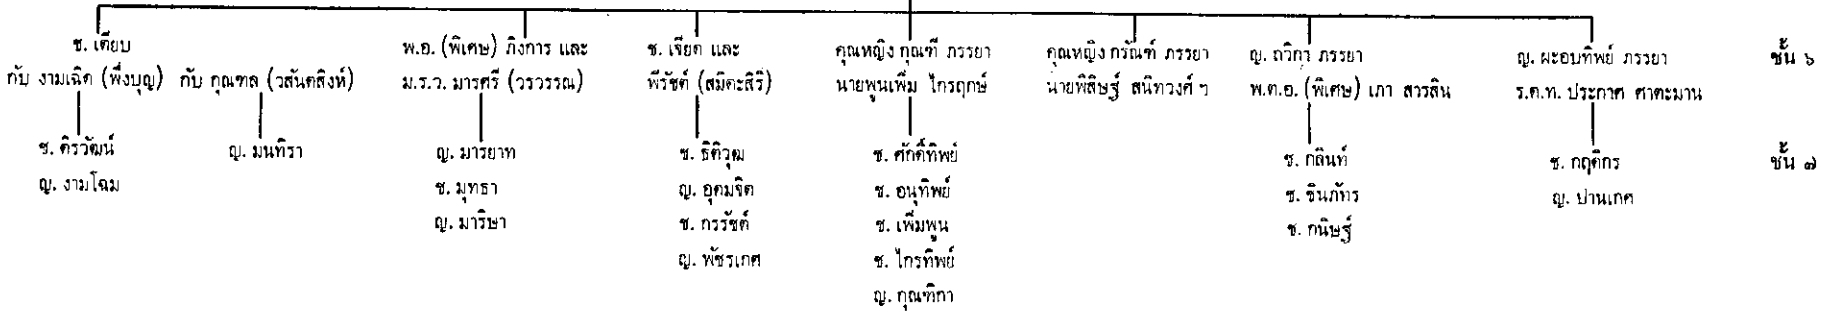 ช. เตียบ
กับ งามเฉิด (พึ่งบุญ) กับ กุณฑล (วสันตสิงห์)
พ.อ. (พิเศษ) ภิงการ และ
ม.ร.ว. มารศรี (วรวรรณ)
ช. เจียด และ
พีรัชต์ (สมิตะสิริ)
คุณหญิง กุณฑี ภรรยา
นายพูนเพิ่ม ไกรฤกษ์
คุณหญิง กรัณฑ์ ภรรยา
นายพิสิษฐ์ สนิทวงศ์ ฯ
ญ. ถวิกา ภรรยา
พ.ต.อ. (พิเศษ) เภา สารสิน
ญ. ผะอบทิพย์ ภรรยา
ร.ต.ท. ประกาศ ศาตะมาน
ชั้น ๖
ช. ศิรวัฒน์
ญ. งามโฉม
ญ. มนทิรา
ญ. มารยาท
ช. มุทธา
ญ. มาริษา
ช. ธิติวุฒ
ญ. อุดมจิต
ช. กรรัชต์
ญ. พัชรเกศ
ช. ศักดิ์ทิพย์
ช. อนุทิพย์
ช. เพิ่มพูน
ช. ไกรทิพย์
ญ. กุณฑิกา
ช. กลินท์
ช. ชินภัทร
ช. กนิษฐ์
ช. กฤติกร
ญ. ปานเกศ
ชั้น ๗